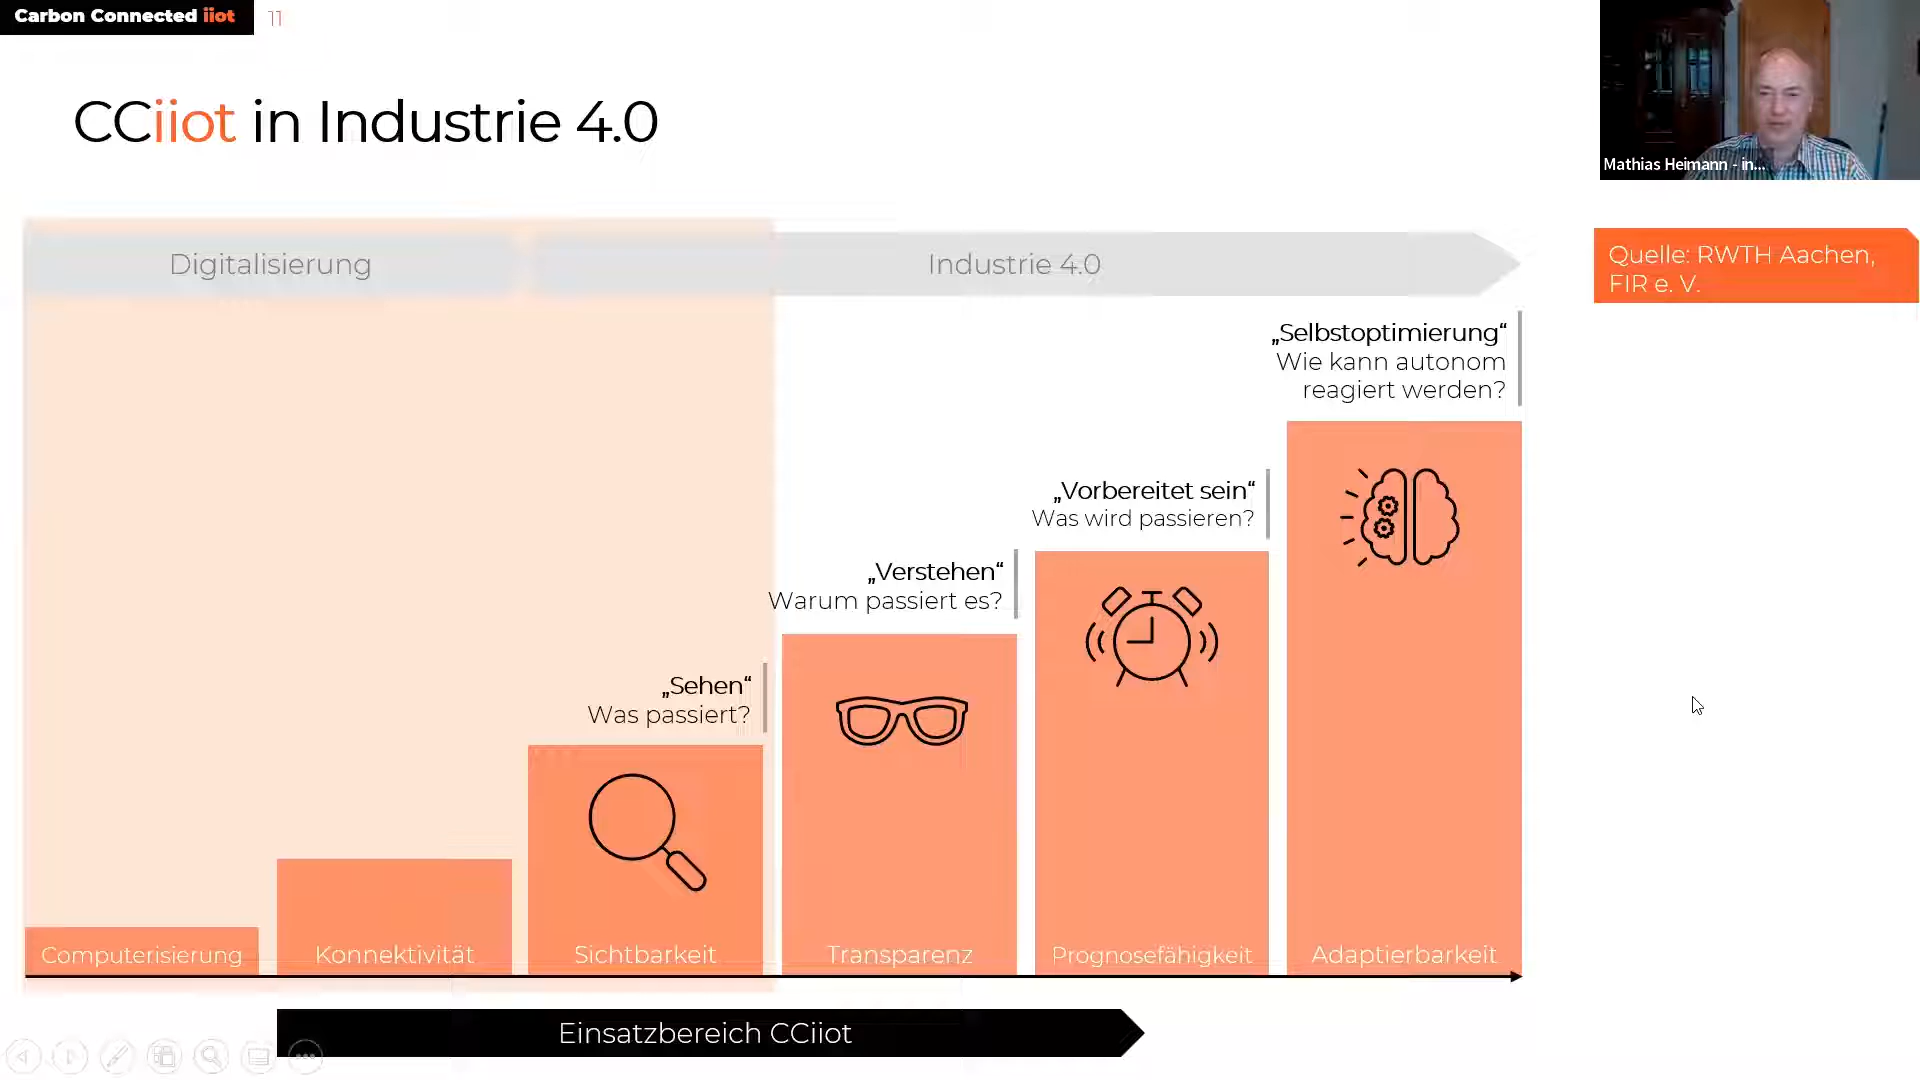 Carbon Connected iiot
11
CCiiot in Industrie 4.0
Mathias Heimann - in...
Digitalisierung
Industrie 4.0
Quelle: RWTH Aachen,
FIR e. V.
„Selbstoptimierung“
Wie kann autonom
reagiert werden?
„Vorbereitet sein“
Was wird passieren?
„Verstehen“
Warum passiert es?
„Sehen“
Was passiert?
Computerisierung
Konnektivität
Sichtbarkeit
Transparenz
Prognosefähigkeit
Adaptierbarkeit
Einsatzbereich CCiiot